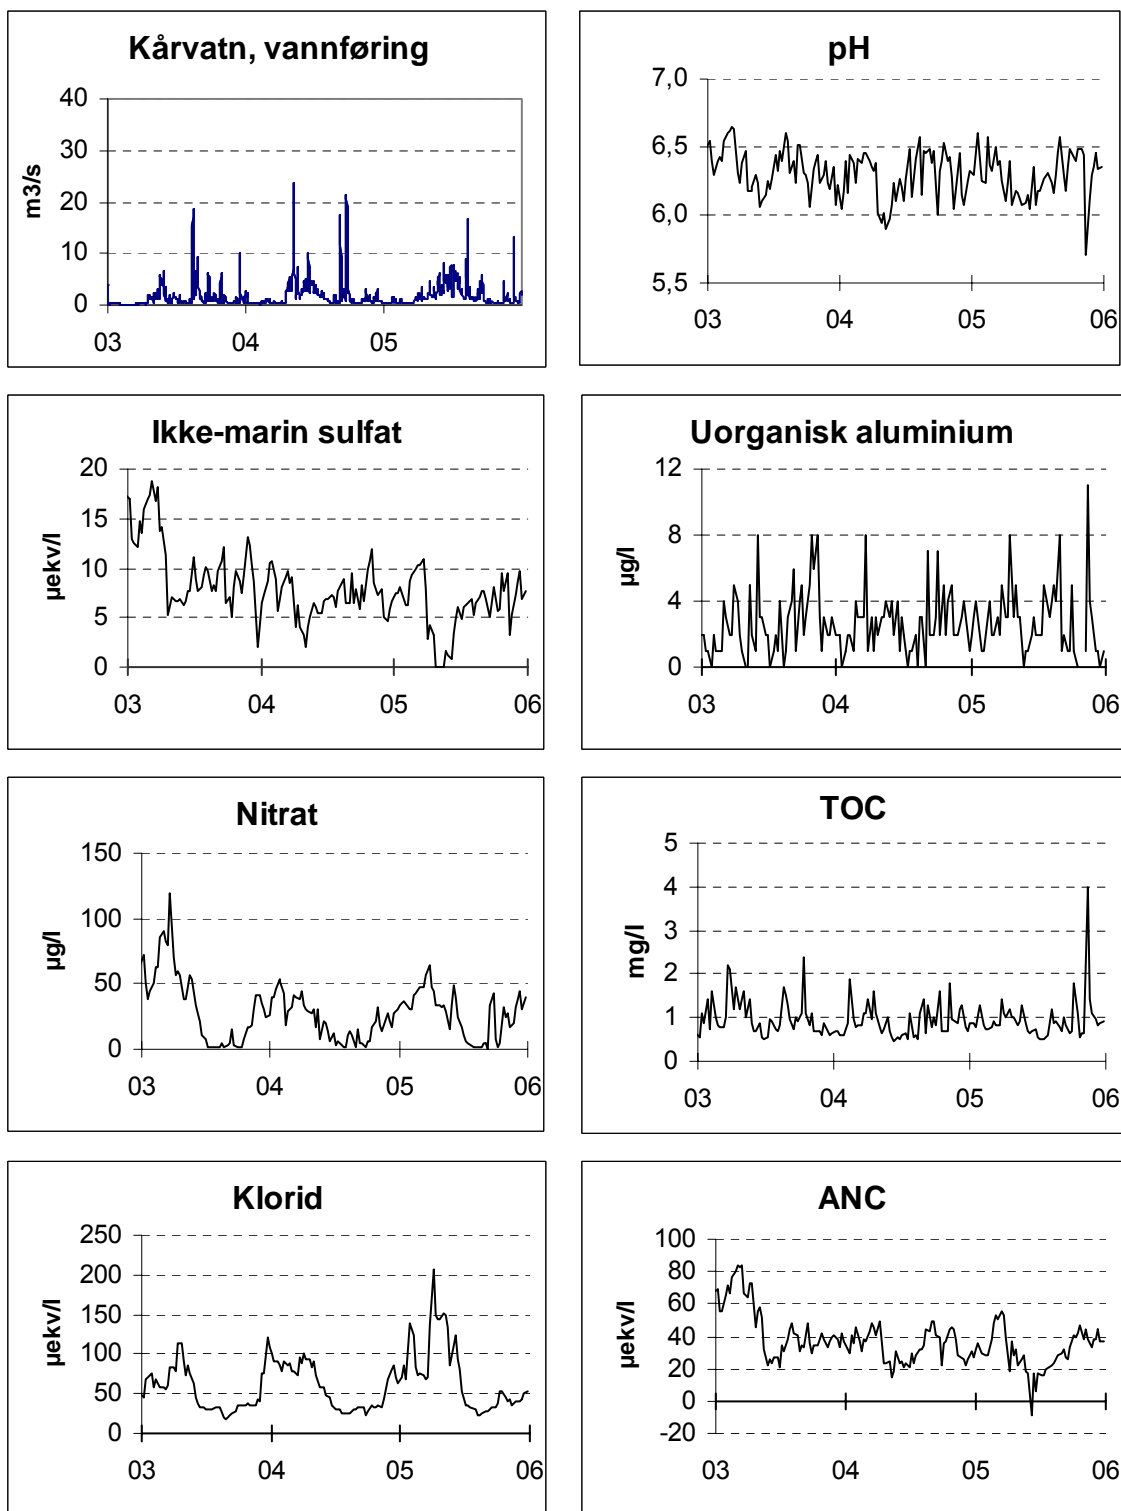 Kårvatn, vannføring
m3/s
40
30
20
10
0
03 04 05
pH
7,0
6,5
6,0
5,5
03 04 05 06
Ikke-marin sulfat
µekv/l
20
15
10
5
0
03 04 05 06
Uorganisk aluminium
µg/l
12
8
4
0
03 04 05 06
Nitrat
µg/l
150
100
50
0
03 04 05 06
TOC
mg/l
5
4
3
2
1
0
03 04 05 06
Klorid
µekv/l
250
200
150
100
50
0
03 04 05 06
ANC
µekv/l
100
80
60
40
20
0
-20
03 04 05 06